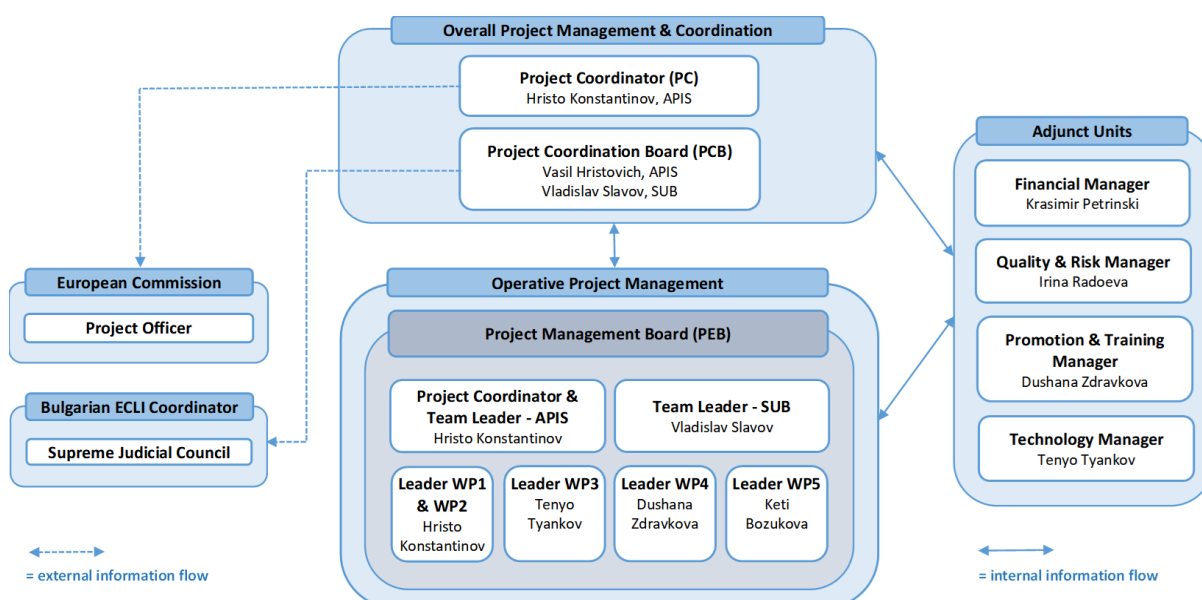 Overall Project Management & Coordination
Project Coordinator (PC)
Hristo Konstantinov, APIS
Project Coordination Board (PCB)
Vasil Hristovich, APIS
Vladislav Slavov, SUB
Adjunct Units
Financial Manager
Krasimir Petrinski
Quality & Risk Manager
Irina Radoeva
Promotion & Training
Manager
Dushana Zdravkova
Technology Manager
Tenyo Tyankov
European Commission
Project Officer
Bulgarian ECLI Coordinator
Supreme Judicial Council
Operative Project Management
Project Management Board (PEB)
Project Coordinator &
Team Leader - APIS
Hristo Konstantinov
Team Leader - SUB
Vladislav Slavov
Leader WP1
& WP2
Hristo
Konstantinov
Leader WP3
Tenyo
Tyankov
Leader WP4
Dushana
Zdravkova
Leader WP5
Keti
Bozukova
= external information flow
= internal information flow